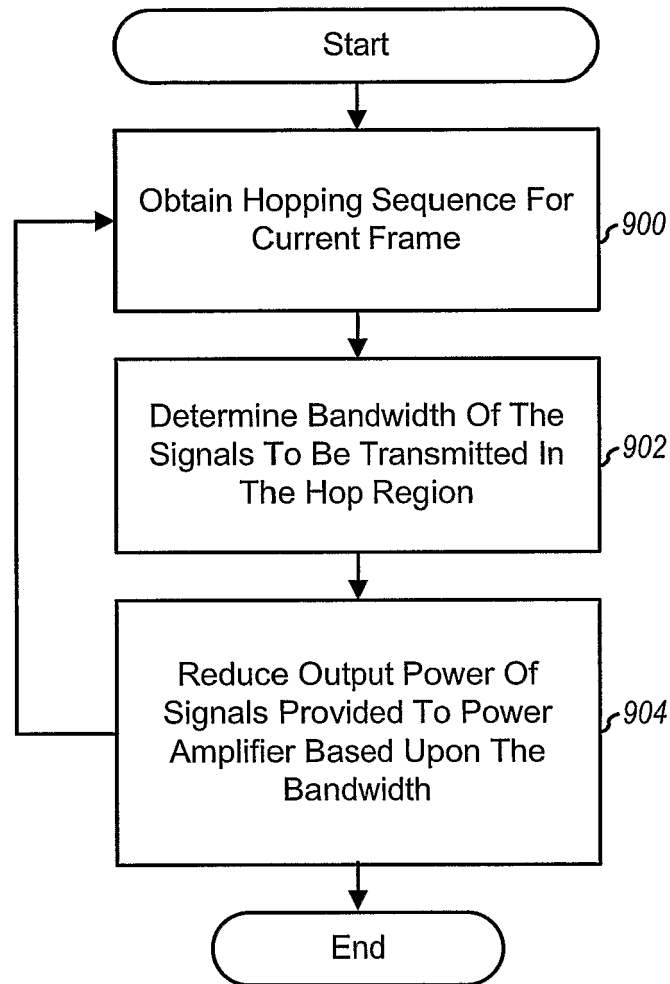 Start
Obtain Hopping Sequence For
Current Frame
900
Determine Bandwidth Of The
Signals To Be Transmitted In
The Hop Region
902
Reduce Output Power Of
Signals Provided To Power
Amplifier Based Upon The
Bandwidth
904
End